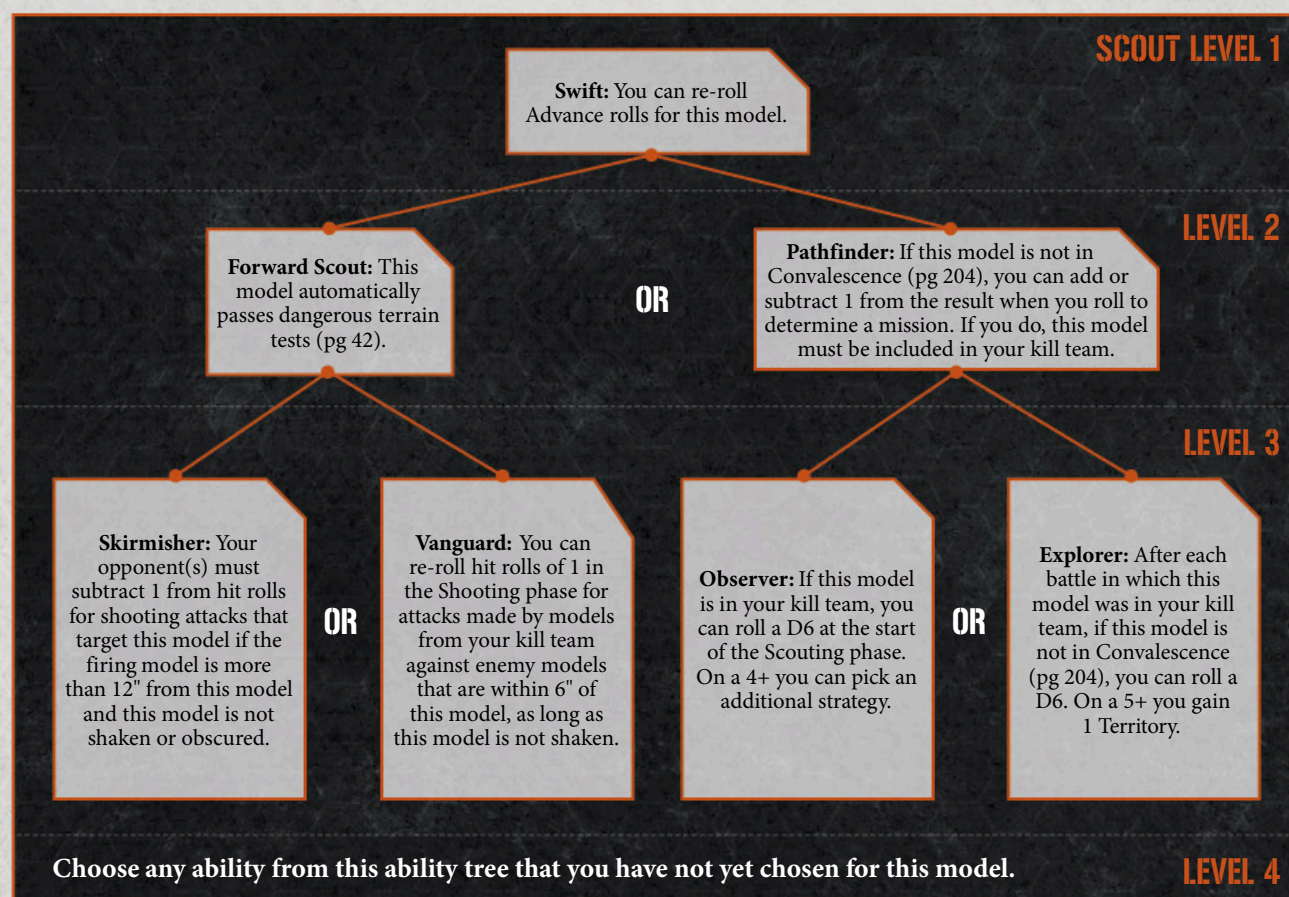 SCOUT LEVEL 1
Swift: You can re-roll
Advance rolls for this model.
LEVEL 2
Forward Scout: This
model automatically
passes dangerous terrain
tests (pg 42).
OR
Pathfinder: If this model is not in
Convalescence (pg 204), you can add or
subtract 1 from the result when you roll to
determine a mission. If you do, this model
must be included in your kill team.
LEVEL 3
Skirmisher: Your
opponent(s) must
subtract 1 from hit rolls
for shooting attacks that
target this model if the
firing model is more
than 12" from this model
and this model is not
shaken or obscured.
OR
Vanguard: You can
re-roll hit rolls of 1 in
the Shooting phase for
attacks made by models
from your kill team
against enemy models
that are within 6" of
this model, as long as
this model is not shaken.
Observer: If this model
is in your kill team, you
can roll a D6 at the start
of the Scouting phase.
On a 4+ you can pick an
additional strategy.
OR
Explorer: After each
battle in which this
model was in your kill
team, if this model is
not in Convalescence
(pg 204), you can roll a
D6. On a 5+ you gain
1 Territory.
Choose any ability from this ability tree that you have not yet chosen for this model.
LEVEL 4